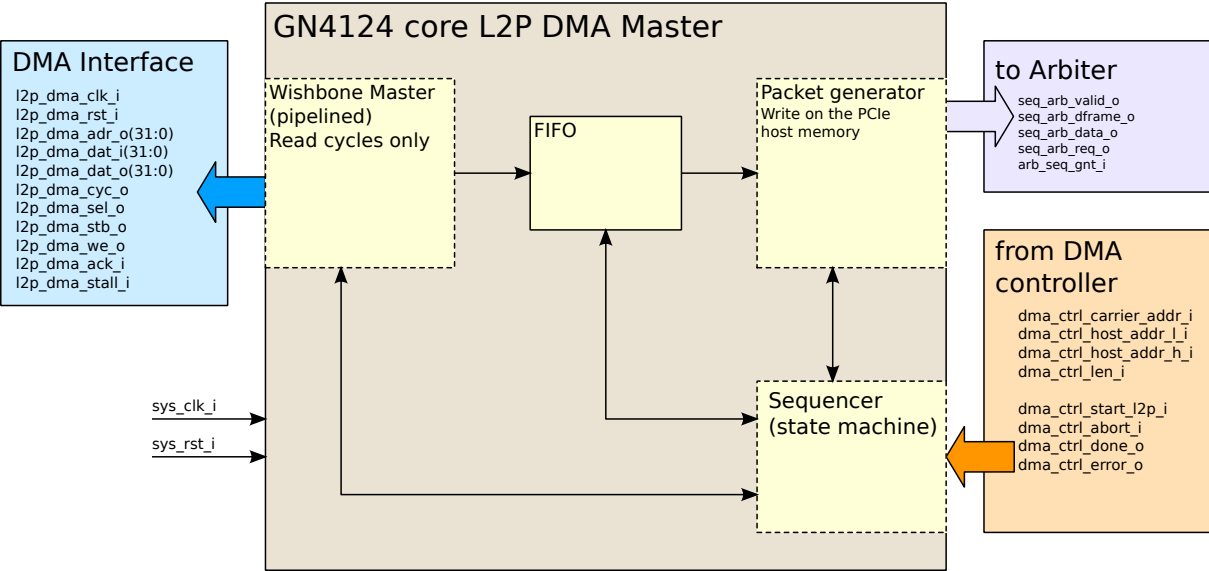 GN4124 core L2P DMA Master
DMA Interface
l2p_dma_clk_i
l2p_dma_rst_i
l2p_dma_adr_o(31:0)
l2p_dma_dat_i(31:0)
l2p_dma_dat_o(31:0)
l2p_dma_cyc_o
l2p_dma_sel_o
l2p_dma_stb_o
l2p_dma_we_o
l2p_dma_ack_i
l2p_dma_stall_i
Wishbone Master
(pipelined)
Read cycles only
FIFO
Packet generator
Write on the PCIe
host memory
to Arbiter
seq_arb_valid_o
seq_arb_dframe_o
seq_arb_data_o
seq_arb_req_o
arb_seq_gnt_i
from DMA
controller
dma_ctrl_carrier_addr_i
dma_ctrl_host_addr_l_i
dma_ctrl_host_addr_h_i
dma_ctrl_len_i
dma_ctrl_start_l2p_i
dma_ctrl_abort_i
dma_ctrl_done_o
dma_ctrl_error_o
Sequencer
(state machine)
sys_clk_i
sys_rst_i